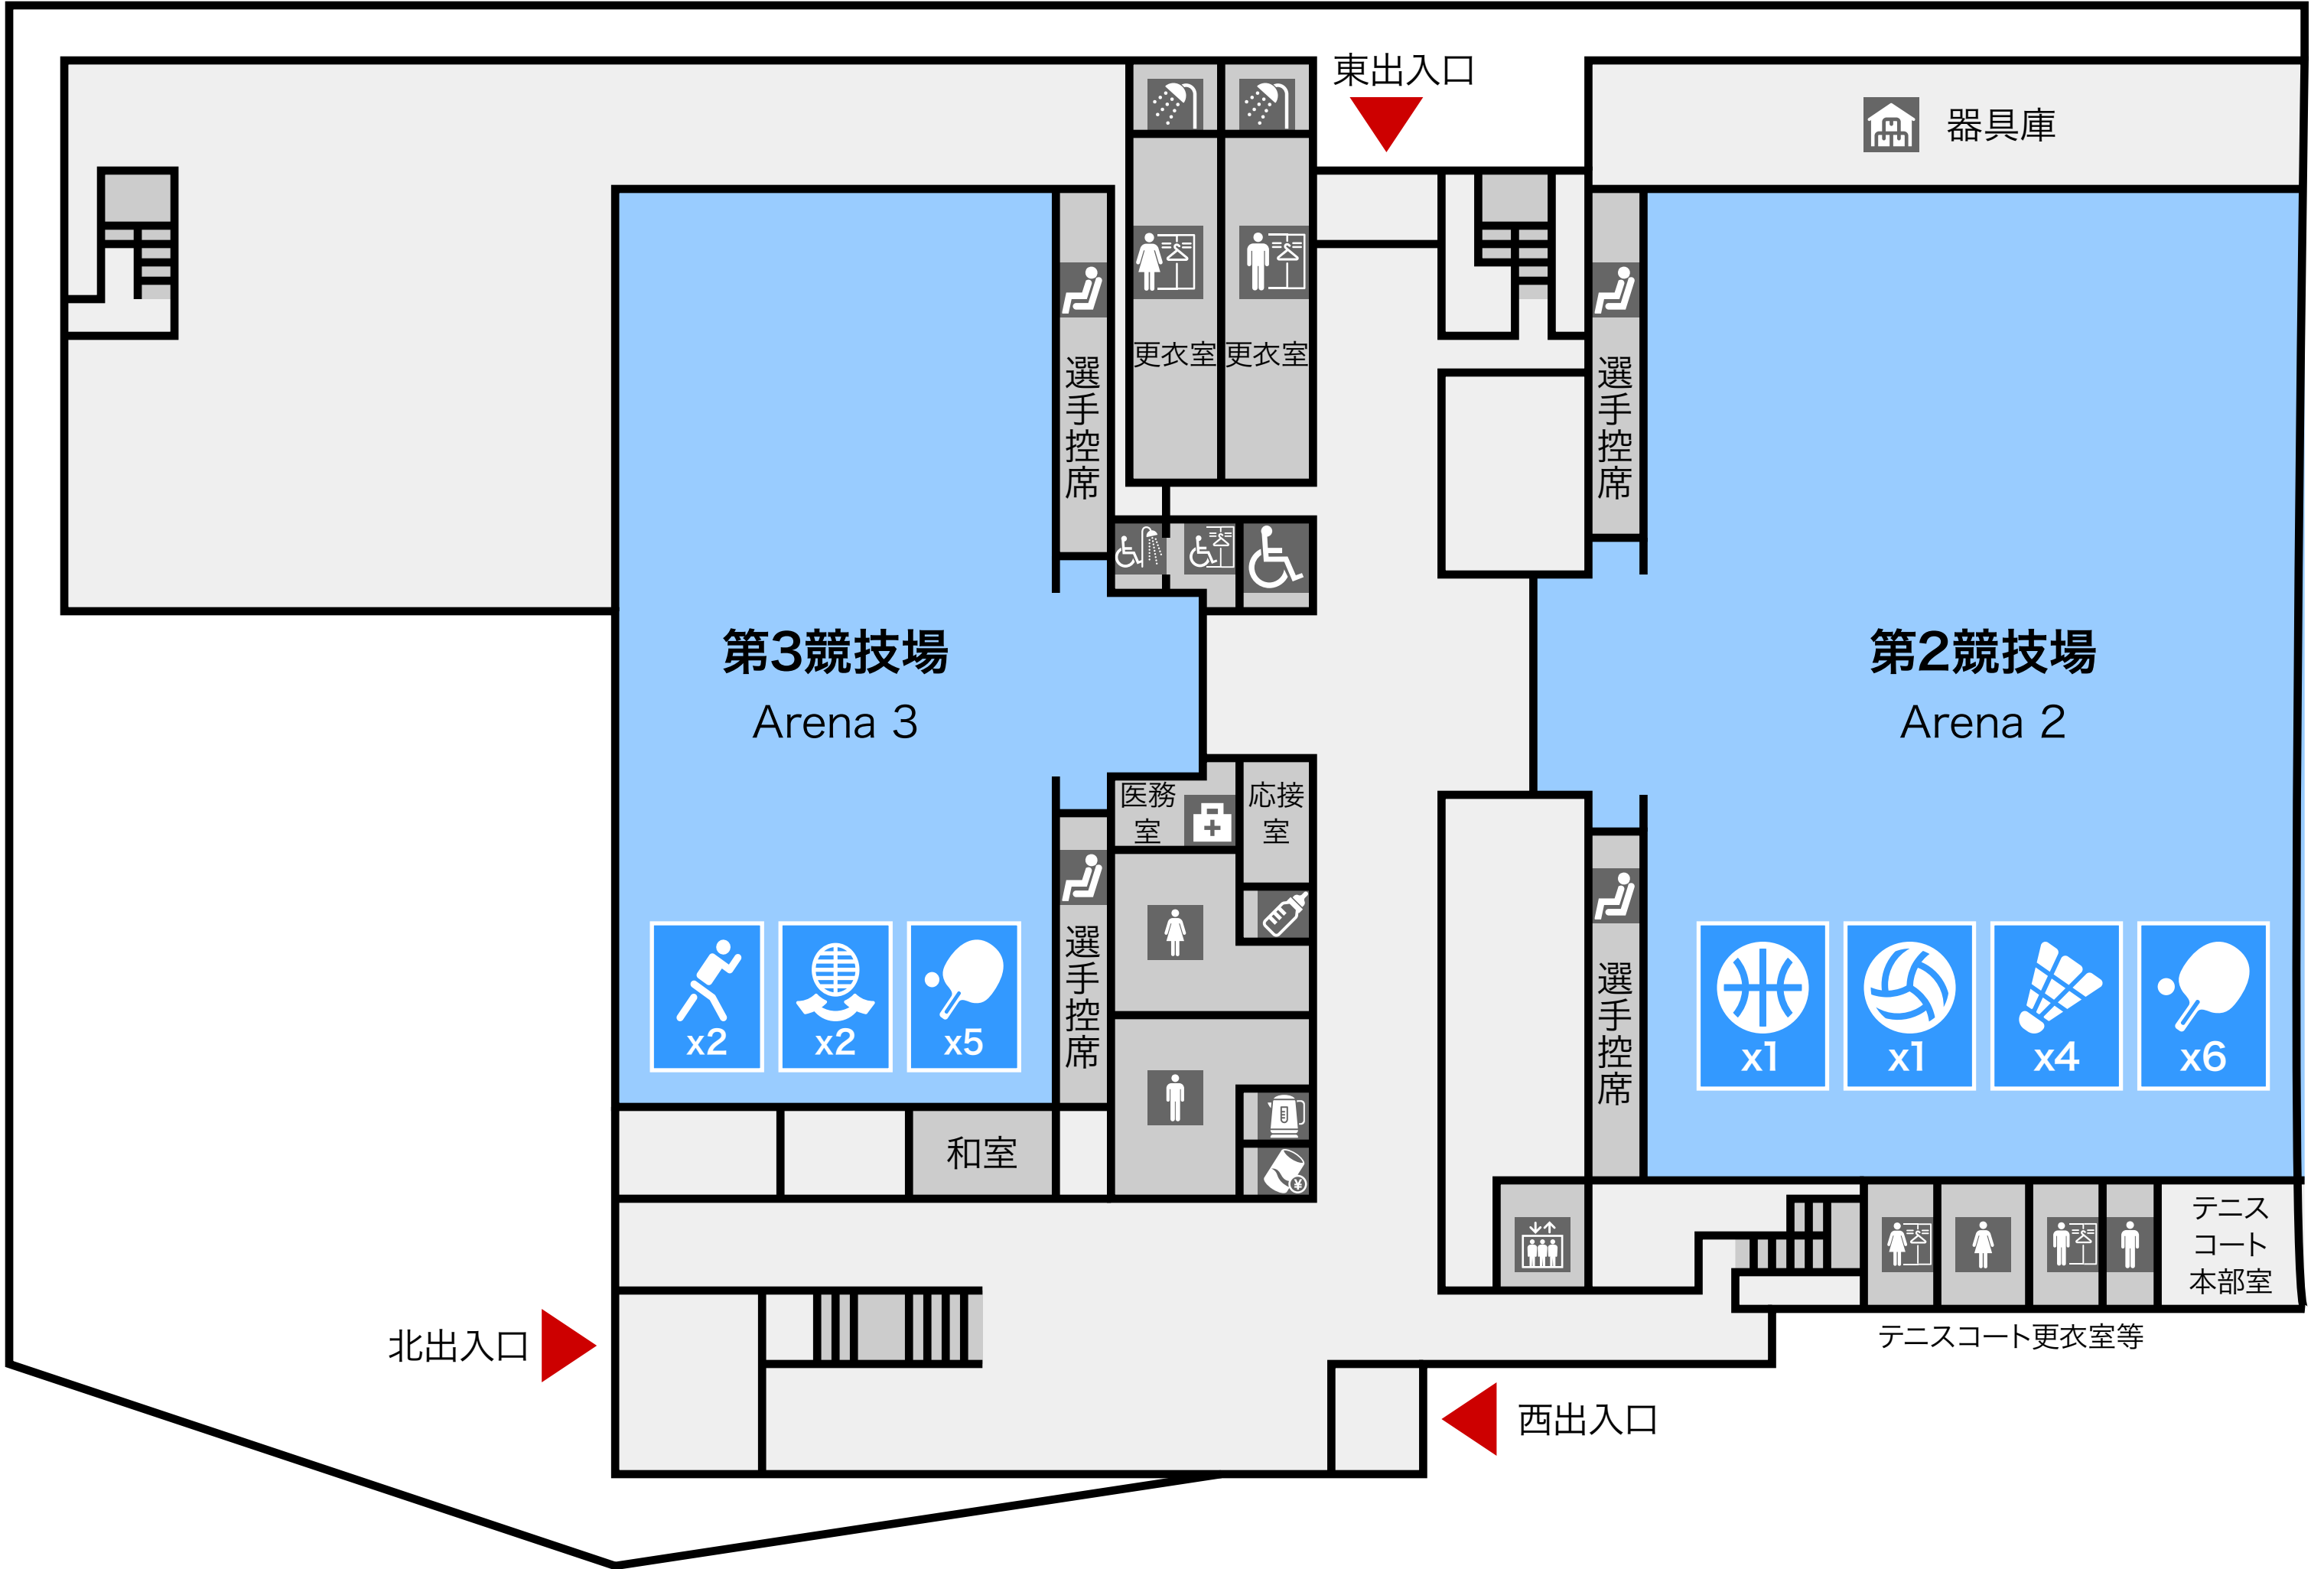 東出入口
器具庫
更衣室
更衣室
選手控席
選手控席
第3競技場
Arena 3
第2競技場
Arena 2
医務
室
応接
室
選手控席
選手控席
x2
x2
x5
x1
x1
x4
x6
和室
¥
テニス
コート
本部室
テニスコート更衣室等
北出入口
西出入口